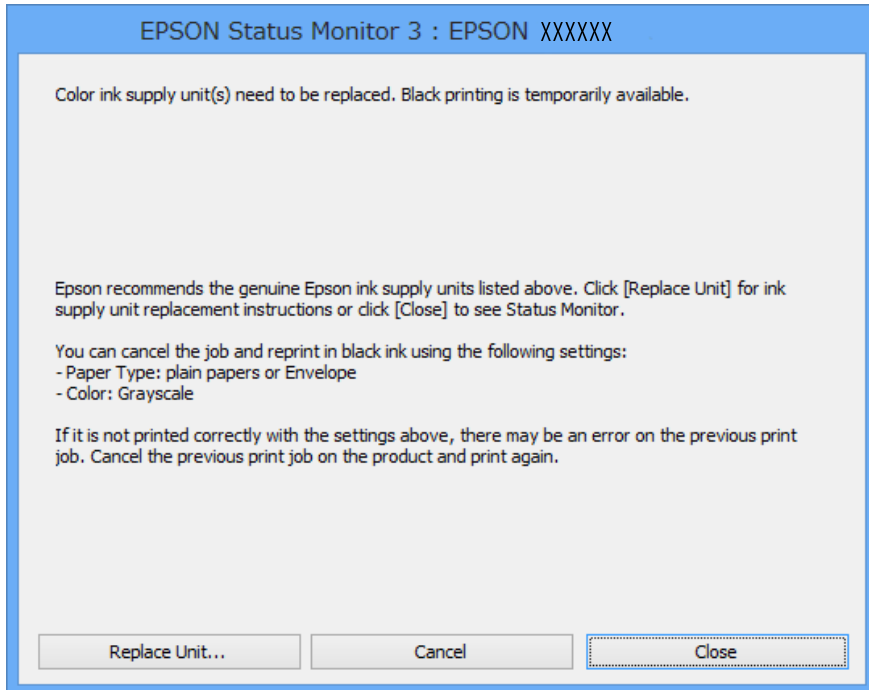 EPSON Status Monitor 3 : EPSON XXXXXX
Color ink supply unit(s) need to be replaced. Black printing is temporarily available.
Epson recommends the genuine Epson ink supply units listed above. Click [Replace Unit] for ink
supply unit replacement instructions or click [Close] to see Status Monitor.
You can cancel the job and reprint in black ink using the following settings:
- Paper Type: plain papers or Envelope
- Color: Grayscale
If it is not printed correctly with the settings above, there may be an error on the previous print
job. Cancel the previous print job on the product and print again.
Replace Unit...
Cancel
Close